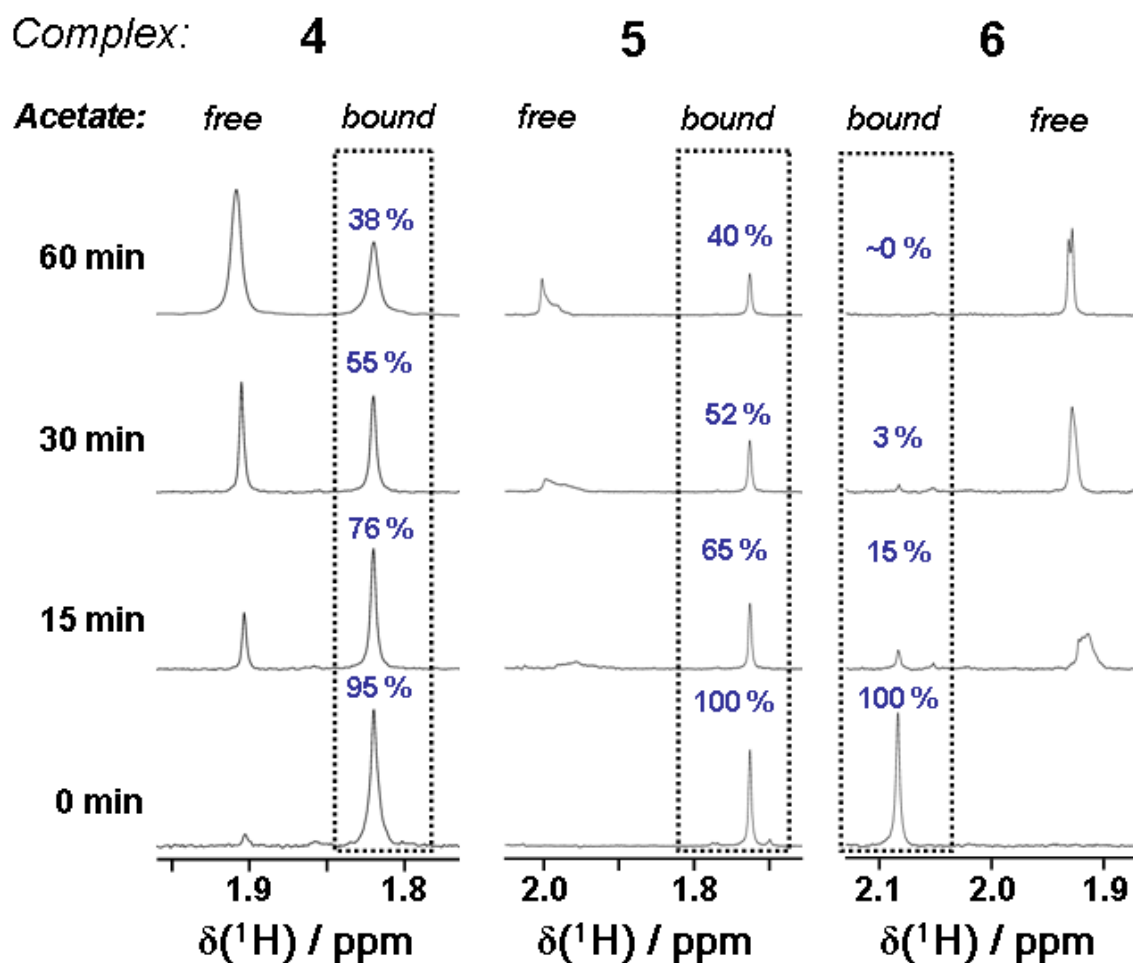 Complex: 4 5 6
Acetate: free bound free bound bound free
60 min 38 % 40 % ~0 %
30 min 55 % 52 % 3 %
15 min 76 % 65 % 15 %
0 min 95 % 100 % 100 %
1.9 1.8 2.0 1.8 2.1 2.0 1.9
δ(¹H) / ppm δ(¹H) / ppm δ(¹H) / ppm